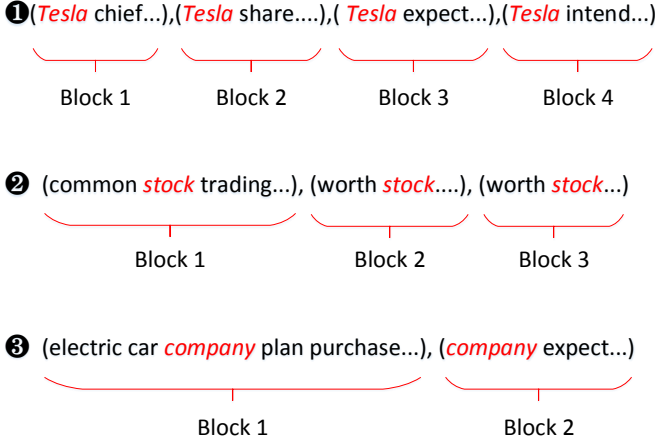 ❶(Tesla chief...),(Tesla share....),( Tesla expect...),(Tesla intend...)
Block 1 Block 2 Block 3 Block 4
❷ (common stock trading...), (worth stock....), (worth stock...)
Block 1 Block 2 Block 3
❸ (electric car company plan purchase...), (company expect...)
Block 1 Block 2